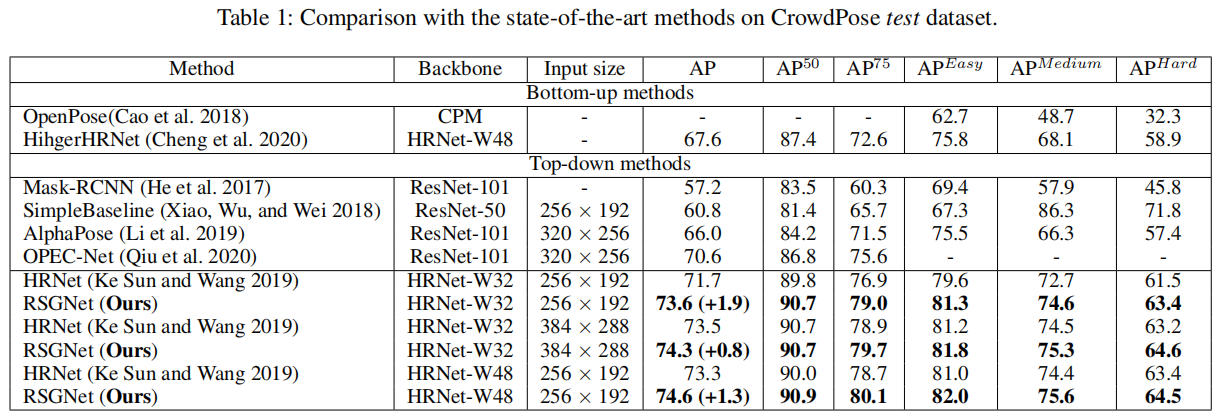 Table 1: Comparison with the state-of-the-art methods on CrowdPose test dataset.
Method Backbone Input size AP AP^50 AP^75 AP^Easy AP^Medium AP^Hard
Bottom-up methods
OpenPose(Cao et al. 2018) CPM - - - - 62.7 48.7 32.3
HihgerHRNet (Cheng et al. 2020) HRNet-W48 - 67.6 87.4 72.6 75.8 68.1 58.9
Top-down methods
Mask-RCNN (He et al. 2017) ResNet-101 - 57.2 83.5 60.3 69.4 57.9 45.8
SimpleBaseline (Xiao, Wu, and Wei 2018) ResNet-50 256 × 192 60.8 81.4 65.7 67.3 86.3 71.8
AlphaPose (Li et al. 2019) ResNet-101 320 × 256 66.0 84.2 71.5 75.5 66.3 57.4
OPEC-Net (Qiu et al. 2020) ResNet-101 320 × 256 70.6 86.8 75.6 - - -
HRNet (Ke Sun and Wang 2019) HRNet-W32 256 × 192 71.7 89.8 76.9 79.6 72.7 61.5
RSGNet (Ours) HRNet-W32 256 × 192 73.6 (+1.9) 90.7 79.0 81.3 74.6 63.4
HRNet (Ke Sun and Wang 2019) HRNet-W32 384 × 288 73.5 90.7 78.9 81.2 74.5 63.2
RSGNet (Ours) HRNet-W32 384 × 288 74.3 (+0.8) 90.7 79.7 81.8 75.3 64.6
HRNet (Ke Sun and Wang 2019) HRNet-W48 256 × 192 73.3 90.0 78.7 81.0 74.4 63.4
RSGNet (Ours) HRNet-W48 256 × 192 74.6 (+1.3) 90.9 80.1 82.0 75.6 64.5